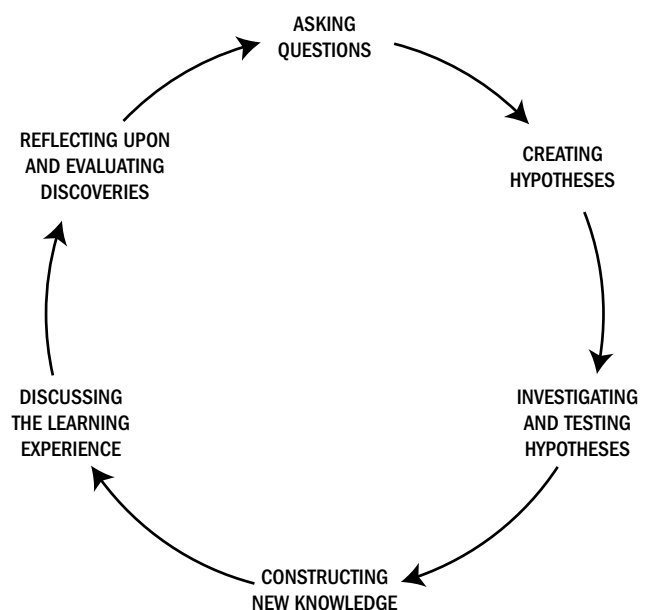 ASKING
QUESTIONS
CREATING
HYPOTHESES
INVESTIGATING
AND TESTING
HYPOTHESES
CONSTRUCTING
NEW KNOWLEDGE
DISCUSSING
THE LEARNING
EXPERIENCE
REFLECTING UPON
AND EVALUATING
DISCOVERIES